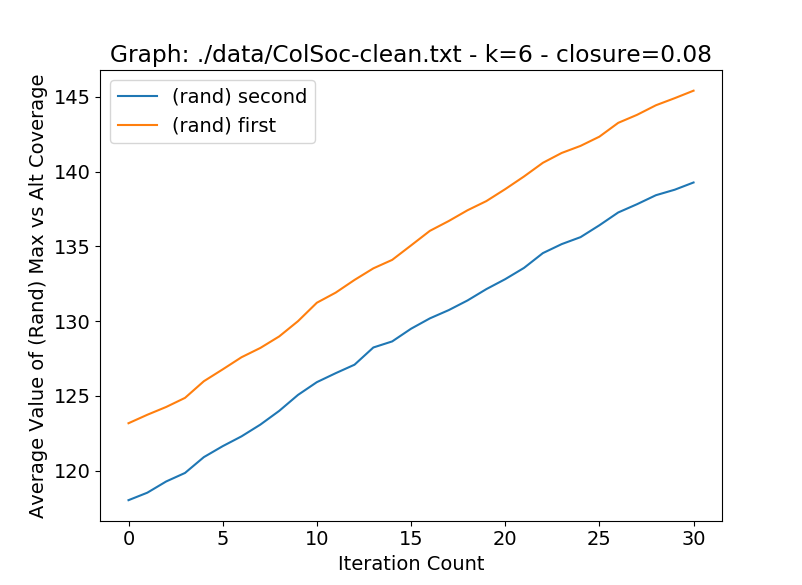 Graph: ./data/ColSoc-clean.txt - k=6 - closure=0.08
(rand) second
(rand) first
Average Value of (Rand) Max vs Alt Coverage
145
140
135
130
125
120
0 5 10 15 20 25 30
Iteration Count